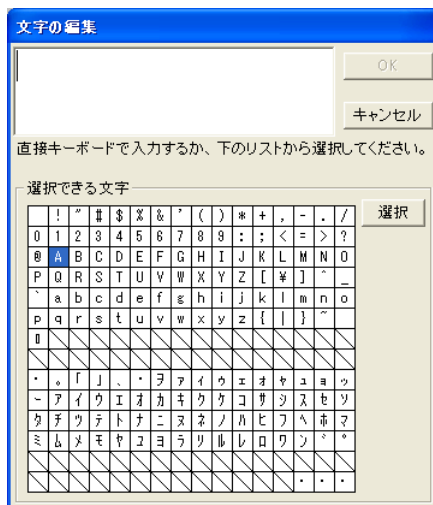 文字の編集
OK
キャンセル
直接キーボードで入力するか、下のリストから選択してください。
選択できる文字
選択
! " # $ % & ' ( ) * + , - . /
0 1 2 3 4 5 6 7 8 9 : ; < = > ?
@ A B C D E F G H I J K L M N O
P Q R S T U V W X Y Z [ ¥ ] ^ _
` a b c d e f g h i j k l m n o
p q r s t u v w x y z { | } ~
・ 。 「 」 、 ・ ヲ ァ ィ ゥ ェ ォ ャ ュ ョ ッ
ー ア イ ウ エ オ カ キ ク ケ コ サ シ ス セ ソ
タ チ ツ テ ト ナ ニ ヌ ネ ノ ハ ヒ フ ヘ ホ マ
ミ ム メ モ ヤ ユ ヨ ラ リ ル レ ロ ワ ン ゛ ゜
・ ・ ・